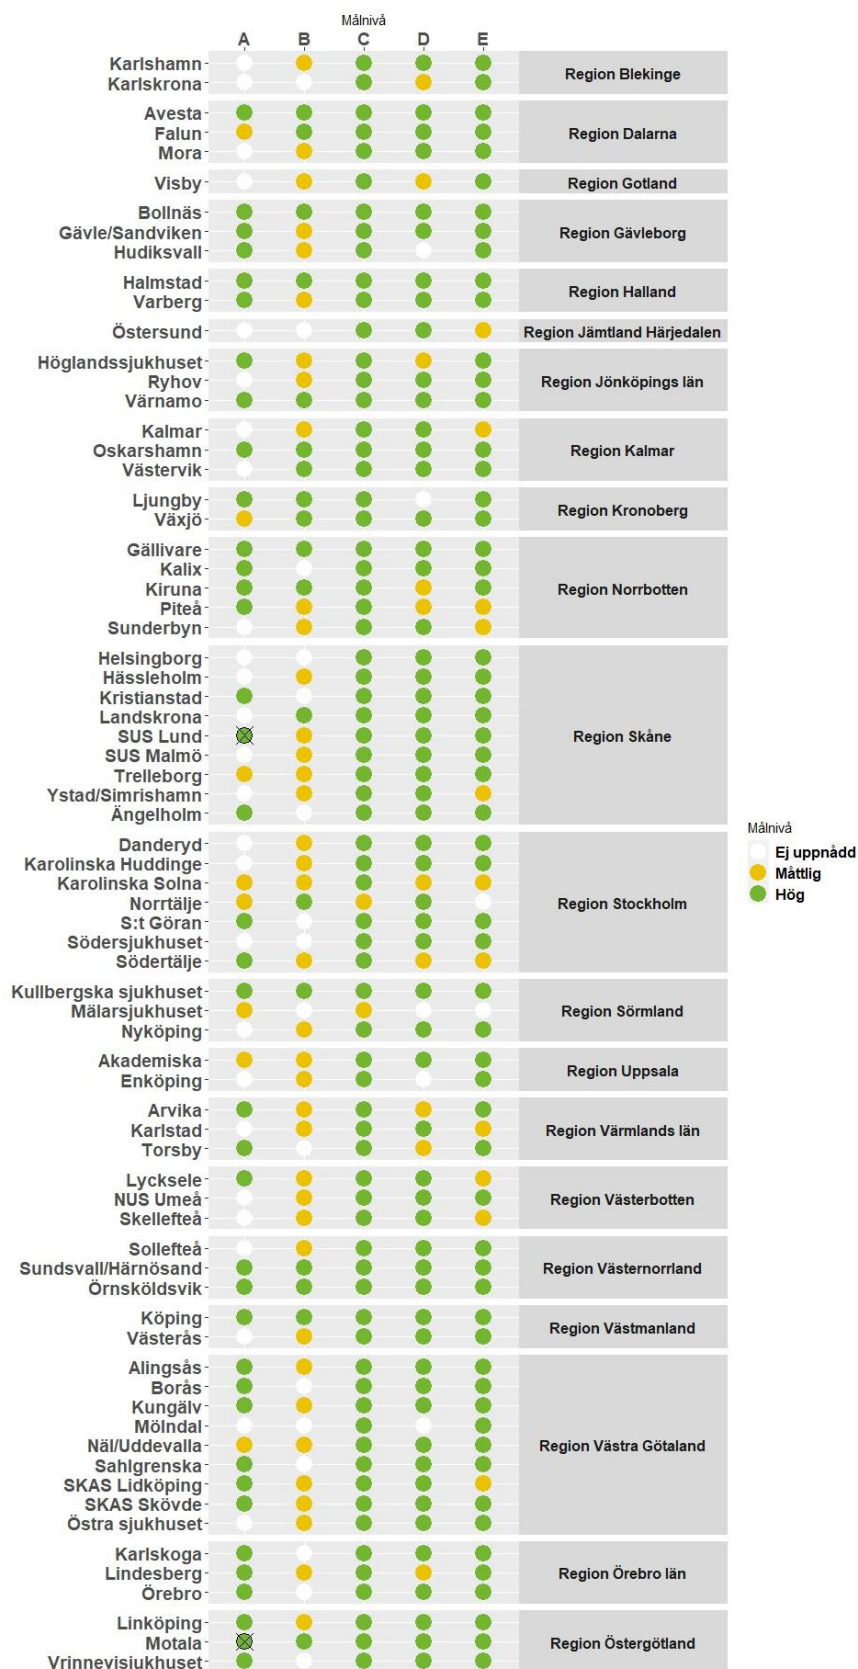 Målnivå
A B C D E
Karlshamn
Karlskrona
Region Blekinge
Avesta
Falun
Mora
Region Dalarna
Visby
Region Gotland
Bollnäs
Gävle/Sandviken
Hudiksvall
Region Gävleborg
Halmstad
Varberg
Region Halland
Östersund
Region Jämtland Härjedalen
Höglandssjukhuset
Ryhov
Värnamo
Region Jönköpings län
Kalmar
Oskarshamn
Västervik
Region Kalmar
Ljungby
Växjö
Region Kronoberg
Gällivare
Kalix
Kiruna
Piteå
Sunderbyn
Region Norrbotten
Helsingborg
Hässleholm
Kristianstad
Landskrona
SUS Lund
SUS Malmö
Trelleborg
Ystad/Simrishamn
Ängelholm
Region Skåne
Danderyd
Karolinska Huddinge
Karolinska Solna
Norrtälje
S:t Göran
Södersjukhuset
Södertälje
Region Stockholm
Målnivå
Ej uppnådd
Måttlig
Hög
Kullbergska sjukhuset
Mälarsjukhuset
Nyköping
Region Sörmland
Akademiska
Enköping
Region Uppsala
Arvika
Karlstad
Torsby
Region Värmlands län
Lycksele
NUS Umeå
Skellefteå
Region Västerbotten
Sollefteå
Sundsvall/Härnösand
Örnsköldsvik
Region Västernorrland
Köping
Västerås
Region Västmanland
Alingsås
Borås
Kungälv
Mölndal
Näl/Uddevalla
Sahlgrenska
SKAS Lidköping
SKAS Skövde
Östra sjukhuset
Region Västra Götaland
Karlskoga
Lindesberg
Örebro
Region Örebro län
Linköping
Motala
Vrinnevisjukhuset
Region Östergötland